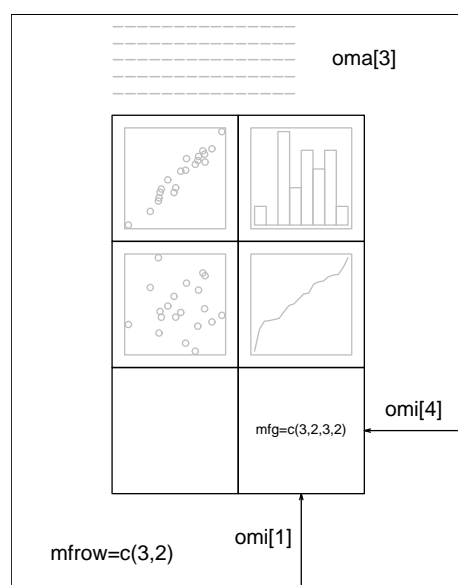 oma[3]
omi[4]
mfg=c(3,2,3,2)
omi[1]
mfrow=c(3,2)